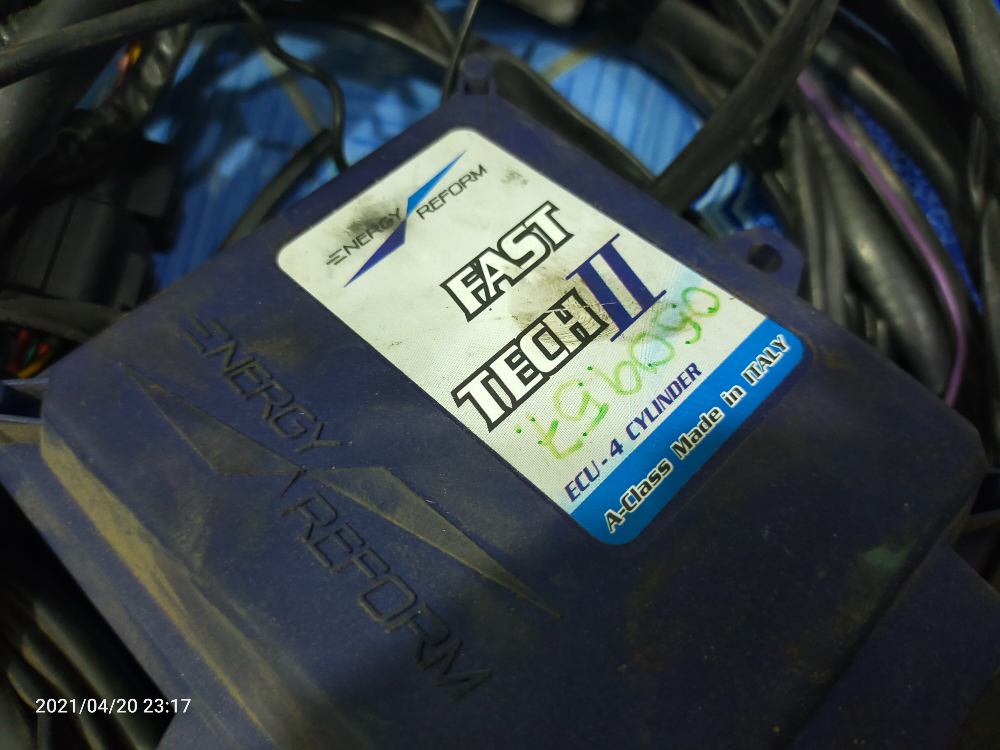 ENERGY REFORM
FAST
TECH II
ECU - 4 CYLINDER
A-Class Made in ITALY
ENERGY REFORM
2021/04/20 23:17